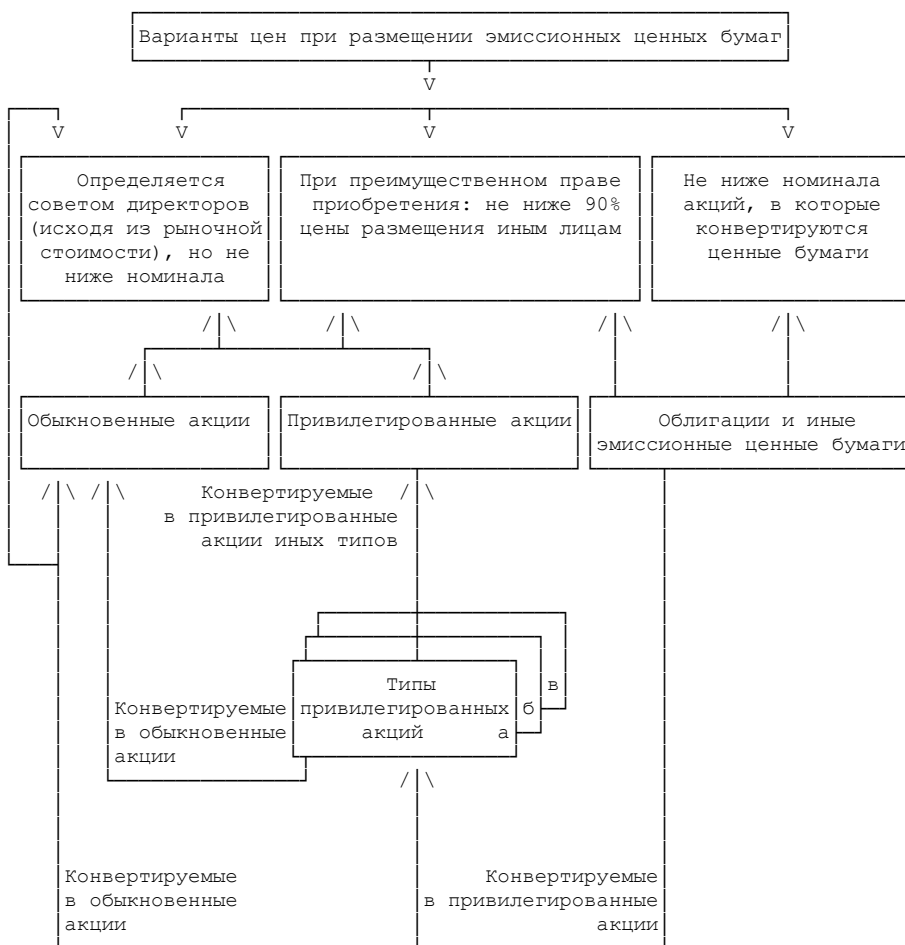 Варианты цен при размещении эмиссионных ценных бумаг
Определяется
советом директоров
(исходя из рыночной
стоимости), но не
ниже номинала
При преимущественном праве
приобретения: не ниже 90%
цены размещения иным лицам
Не ниже номинала
акций, в которые
конвертируются
ценные бумаги
Обыкновенные акции
Привилегированные акции
Облигации и иные
эмиссионные ценные бумаги
Конвертируемые
в привилегированные
акции иных типов
Типы
привилегированных
акций а
б
в
Конвертируемые
в обыкновенные
акции
Конвертируемые
в обыкновенные
акции
Конвертируемые
в привилегированные
акции